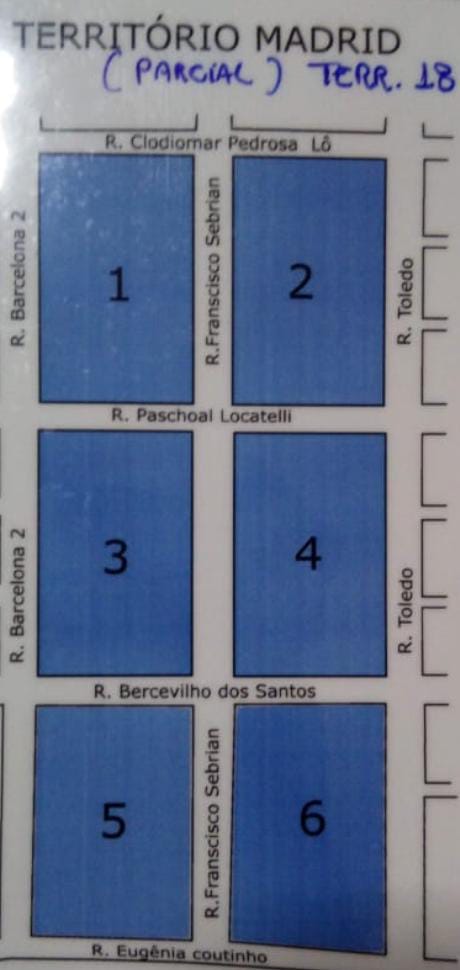 TERRITÓRIO MADRID
(PARCIAL) TERR. 18
R. Clodiomar Pedrosa Lô
R. Barcelona 2
1
R.Franscisco Sebrian
2
R. Toledo
R. Paschoal Locatelli
R. Barcelona 2
3
4
R. Toledo
R. Bercevilho dos Santos
5
R.Franscisco Sebrian
6
R. Eugênia coutinho